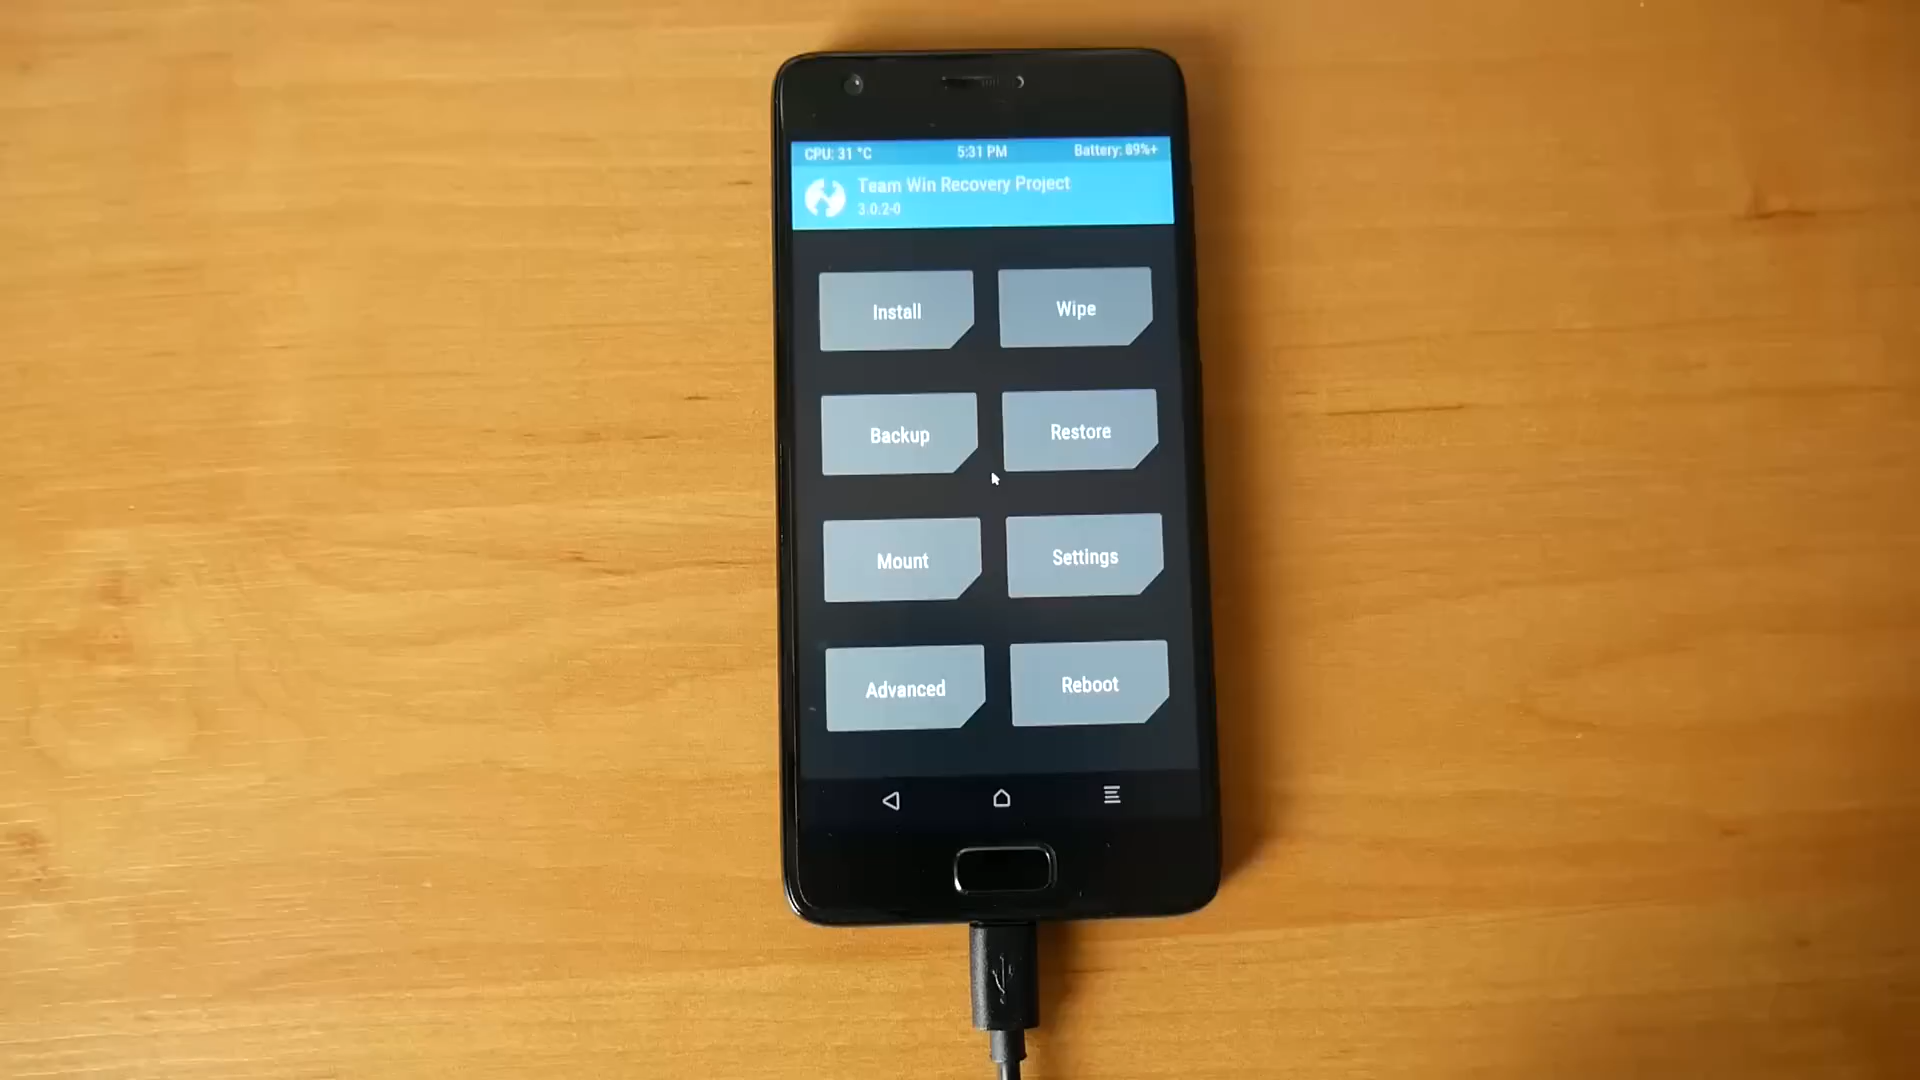 CPU: 31 °C 5:31 PM Battery: 89%+
Team Win Recovery Project
3.0.2-0
Install Wipe
Backup Restore
Mount Settings
Advanced Reboot